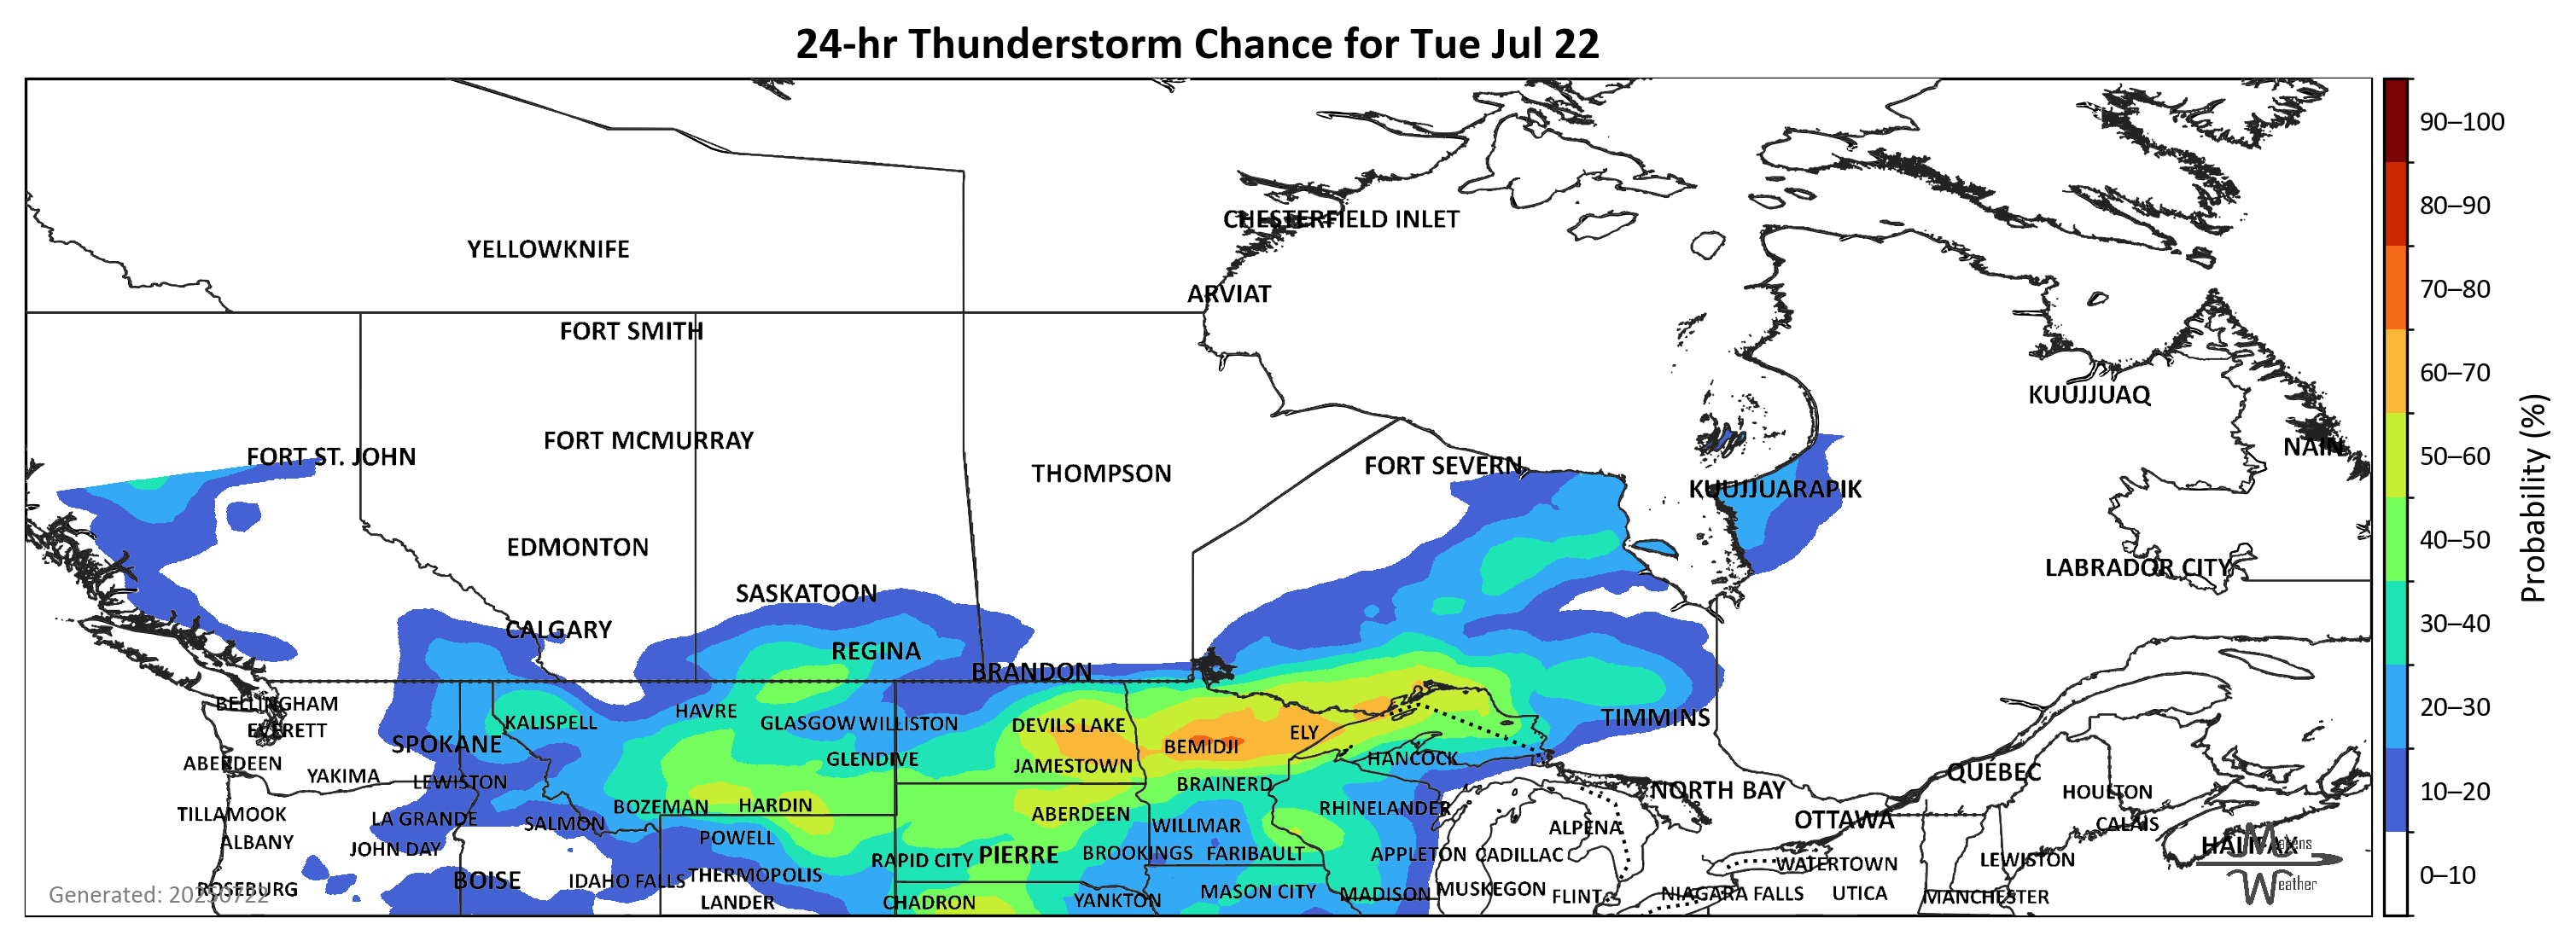 24-hr Thunderstorm Chance for Tue Jul 22
90–100
80–90
CHESTERFIELD INLET
YELLOWKNIFE
ARVIAT
70–80
FORT SMITH
60–70
KUUJJUAQ
FORT MCMURRAY
NAIN
FORT ST. JOHN
50–60
FORT SEVERN
THOMPSON
KUUJJUARAPIK
Probability (%)
EDMONTON
40–50
LABRADOR CITY
SASKATOON
CALGARY
30–40
REGINA
BRANDON
BELLINGHAM
HAVRE
20–30
KALISPELL
GLASGOW
WILLISTON
DEVILS LAKE
TIMMINS
EVERETT
ELY
SPOKANE
BEMIDJI
ABERDEEN
GLENDIVE
JAMESTOWN
HANCOCK
QUÉBEC
YAKIMA
LEWISTON
BRAINERD
NORTH BAY
HOULTON
10–20
BOZEMAN
HARDIN
RHINELANDER
TILLAMOOK
LA GRANDE
SALMON
ABERDEEN
WILLMAR
ALPENA
OTTAWA
CALAIS
ALBANY
POWELL
JOHN DAY
RAPID CITY
PIERRE
BROOKINGS
FARIBAULT
APPLETON
CADILLAC
WATERTOWN
LEWISTON
HALIFAX
Makens
Weather
BOISE
IDAHO FALLS
THERMOPOLIS
0–10
ROSEBURG
Generated: 20250722
LANDER
CHADRON
YANKTON
MASON CITY
MADISON
MUSKEGON
FLINT
NIAGARA FALLS
UTICA
MANCHESTER